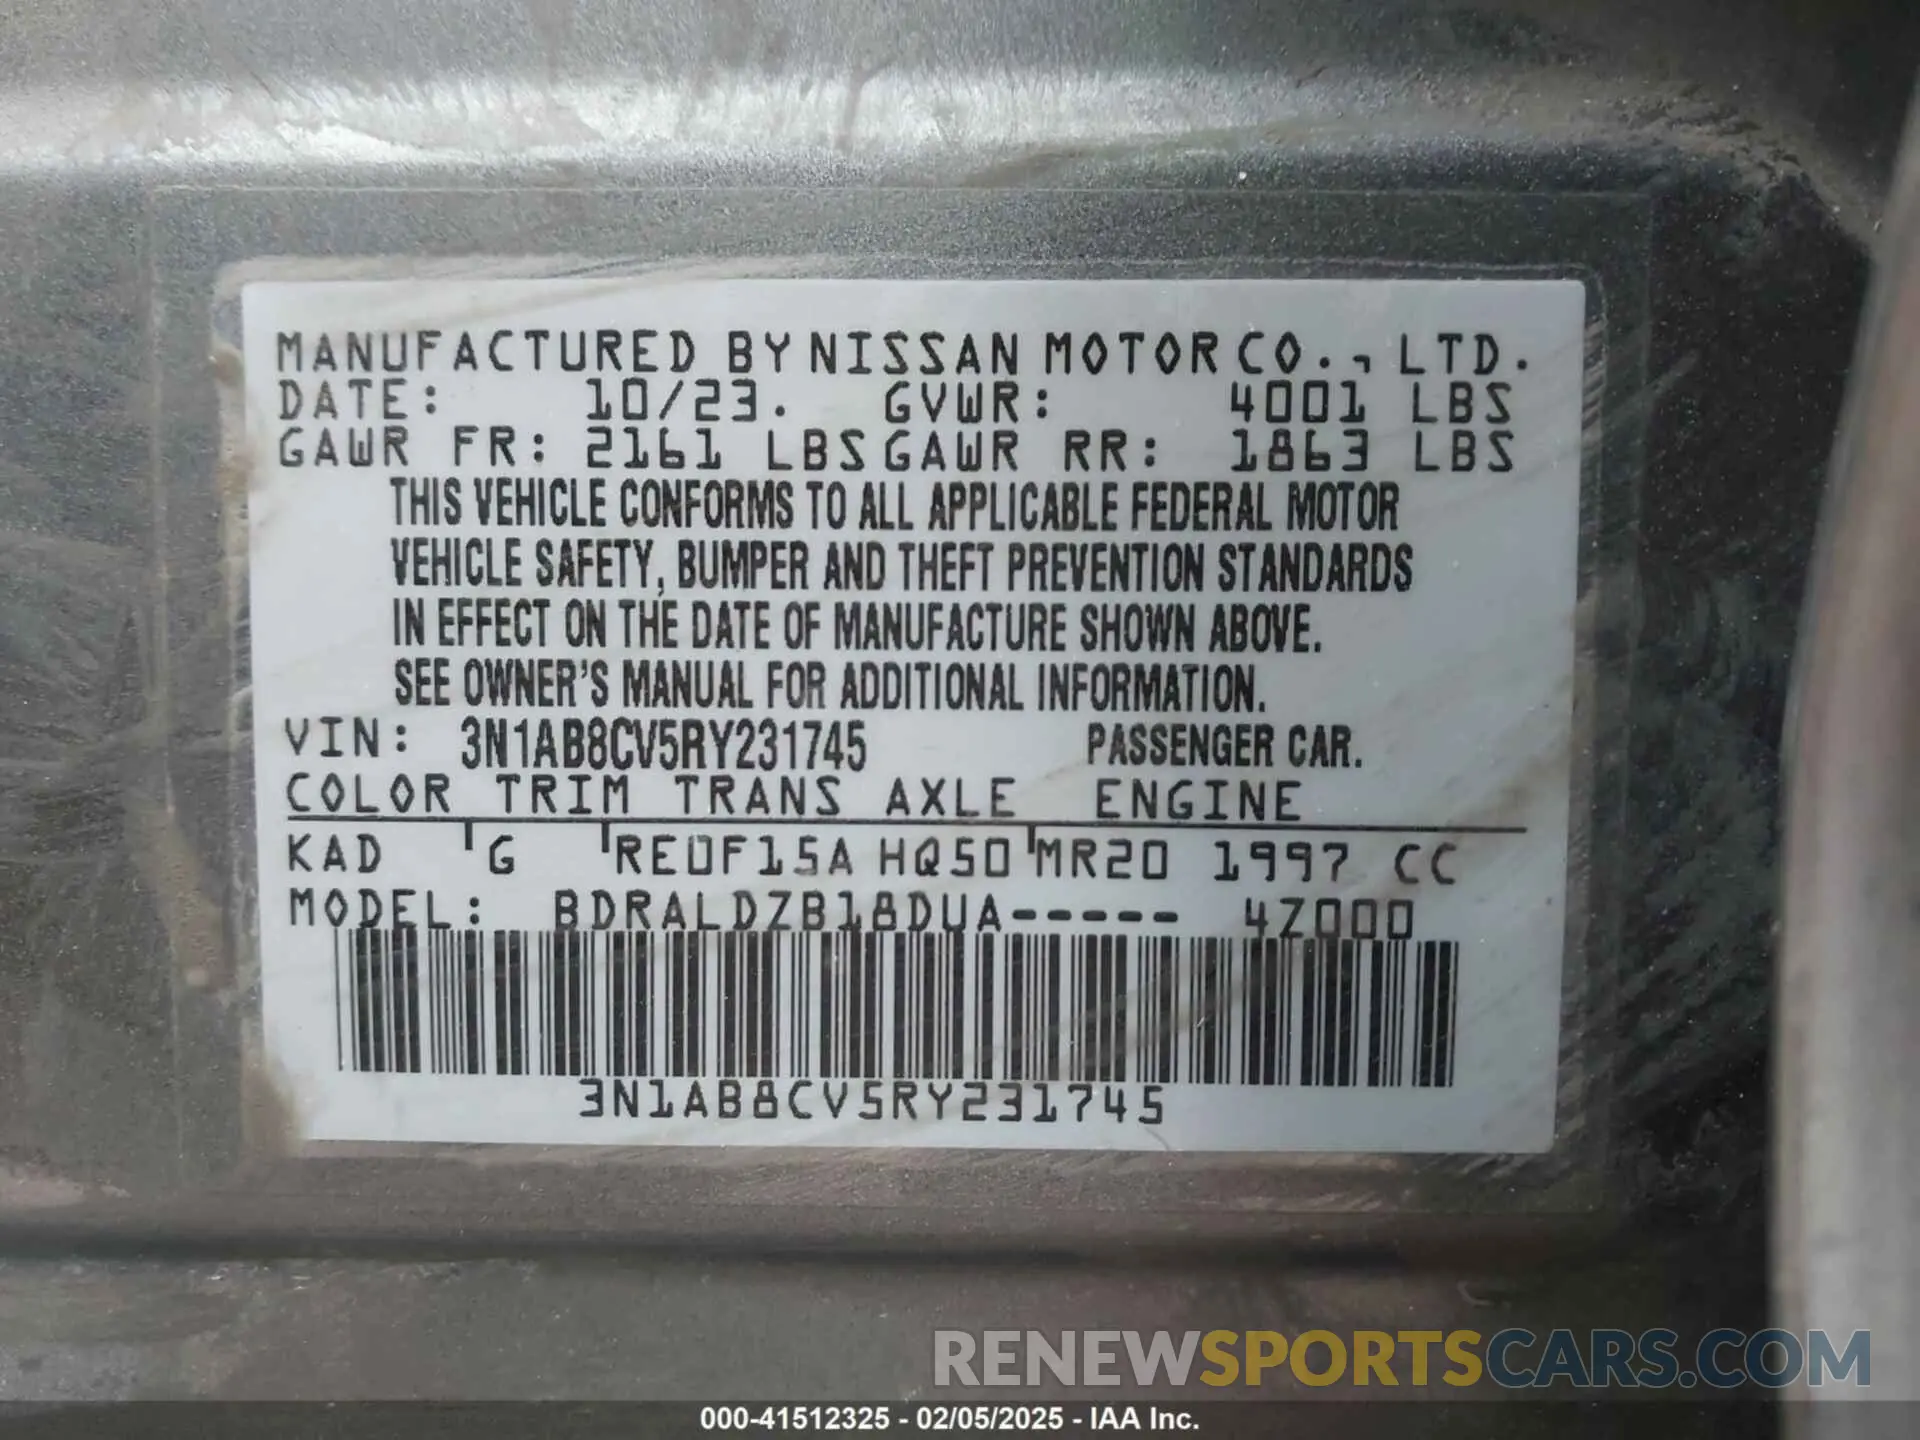 MANUFACTURED BY NISSAN MOTOR CO., LTD.
DATE: 10/23. GVWR: 4001 LBS
GAWR FR: 2161 LBS GAWR RR: 1863 LBS
THIS VEHICLE CONFORMS TO ALL APPLICABLE FEDERAL MOTOR
VEHICLE SAFETY, BUMPER AND THEFT PREVENTION STANDARDS
IN EFFECT ON THE DATE OF MANUFACTURE SHOWN ABOVE.
SEE OWNER'S MANUAL FOR ADDITIONAL INFORMATION.
VIN: 3N1AB8CV5RY231745 PASSENGER CAR.
COLOR TRIM TRANS AXLE ENGINE
KAD G RE0F15A HQ50 MR20 1997 CC
MODEL: BDRALDZB18DUA----- 4Z000
3N1AB8CV5RY231745
RENEWSPORTSCARS.COM
000-41512325 - 02/05/2025 - IAA Inc.